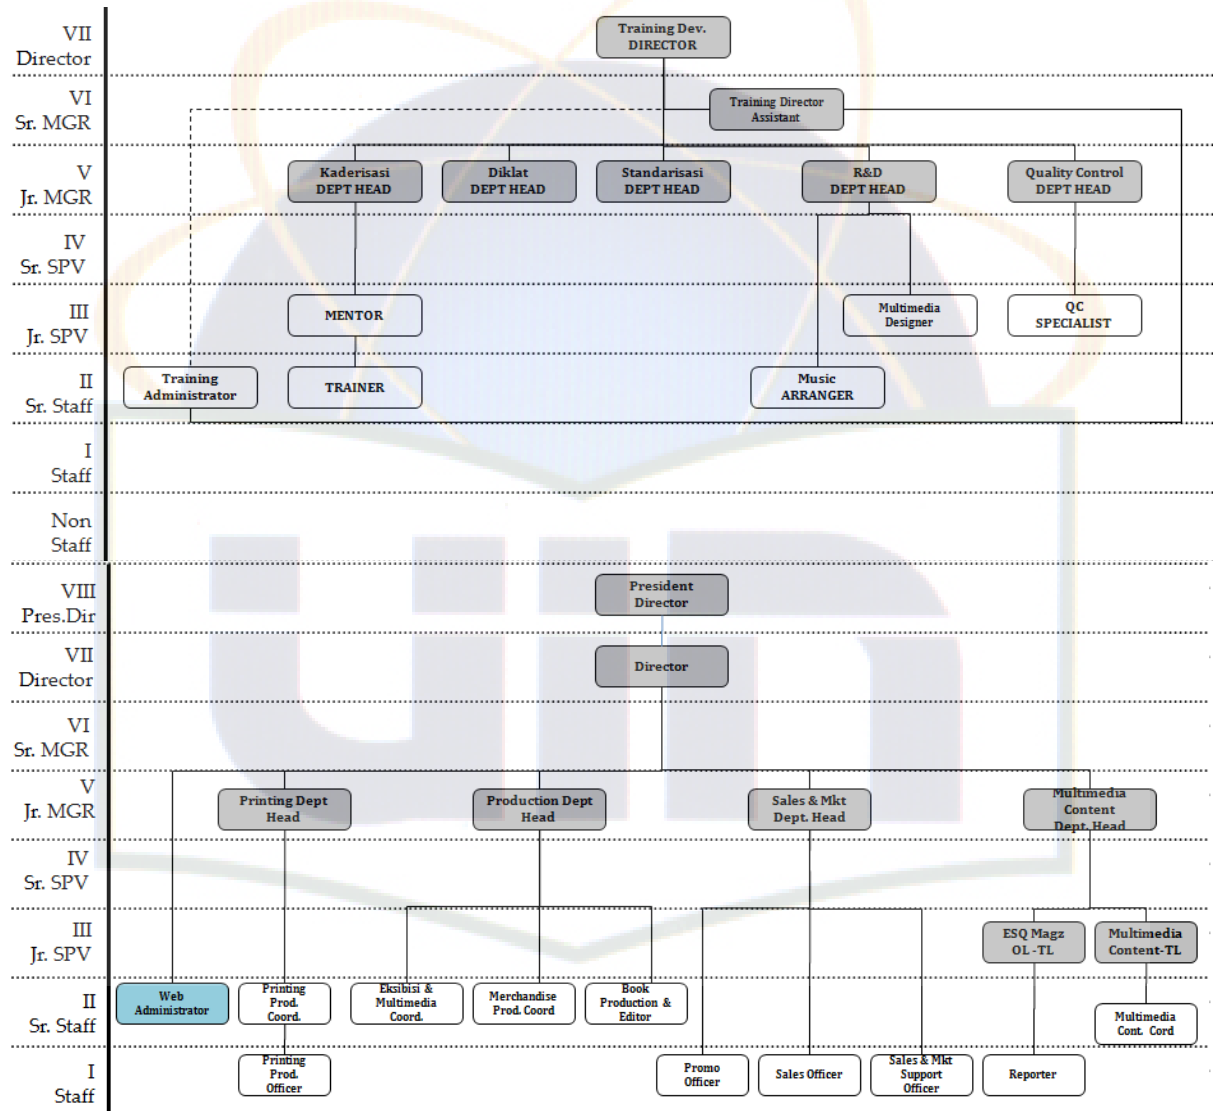 VII
Director
Training Dev.
DIRECTOR
VI
Sr. MGR
Training Director
Assistant
V
Jr. MGR
Kaderisasi
DEPT HEAD
Diklat
DEPT HEAD
Standarisasi
DEPT HEAD
R&D
DEPT HEAD
Quality Control
DEPT HEAD
IV
Sr. SPV
III
Jr. SPV
MENTOR
Multimedia
Designer
QC
SPECIALIST
II
Sr. Staff
Training
Administrator
TRAINER
Music
ARRANGER
I
Staff
Non
Staff
uin
VIII
Pres.Dir
President
Director
VII
Director
Director
VI
Sr. MGR
V
Jr. MGR
Printing Dept
Head
Production Dept
Head
Sales & Mkt
Dept. Head
Multimedia
Content
Dept. Head
IV
Sr. SPV
III
Jr. SPV
ESQ Magz
OL -TL
Multimedia
Content-TL
II
Sr. Staff
Web
Administrator
Printing
Prod.
Coord.
Eksibisi &
Multimedia
Coord.
Merchandise
Prod. Coord
Book
Production &
Editor
Multimedia
Cont. Cord
I
Staff
Printing
Prod.
Officer
Promo
Officer
Sales Officer
Sales & Mkt
Support
Officer
Reporter